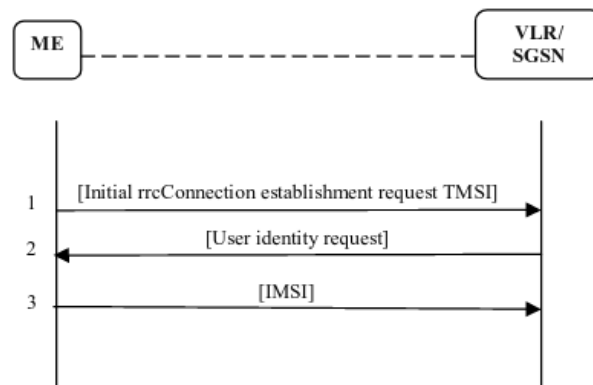 ME
VLR/
SGSN
1 [Initial rrcConnection establishment request TMSI]
2 [User identity request]
3 [IMSI]